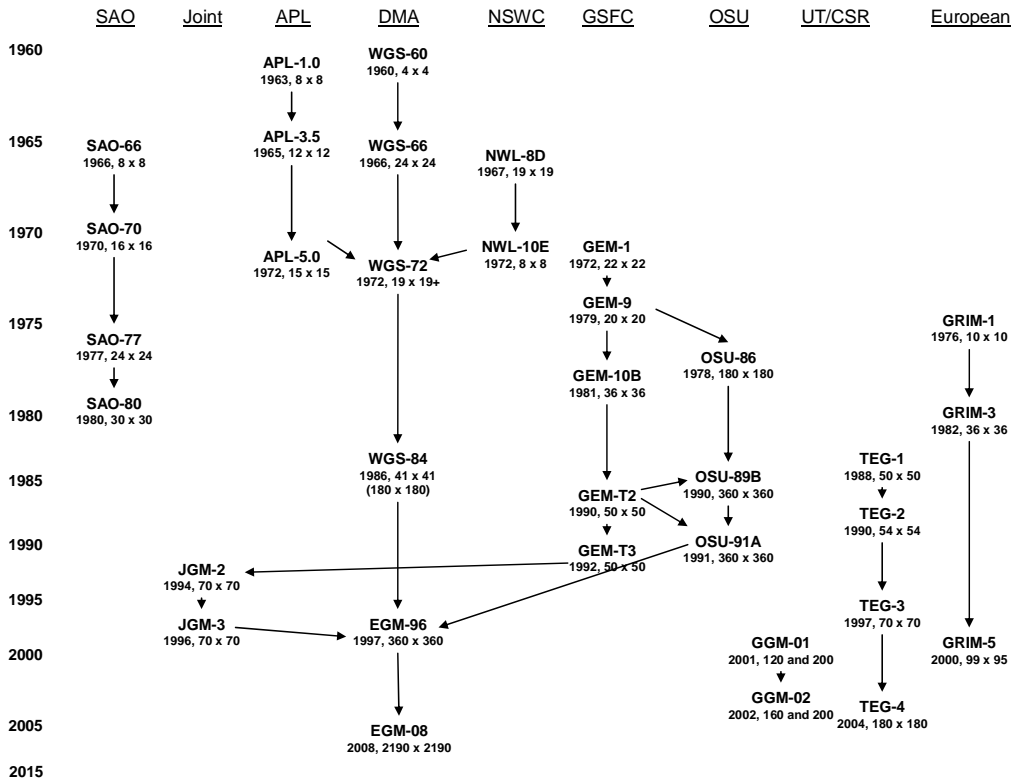 SAO Joint APL DMA NSWC GSFC OSU UT/CSR European
1960
WGS-60
1960, 4 x 4
APL-1.0
1963, 8 x 8
1965
APL-3.5
1965, 12 x 12
SAO-66
1966, 8 x 8
WGS-66
1966, 24 x 24
NWL-8D
1967, 19 x 19
1970
SAO-70
1970, 16 x 16
APL-5.0
1972, 15 x 15
WGS-72
1972, 19 x 19+
NWL-10E
1972, 8 x 8
GEM-1
1972, 22 x 22
GEM-9
1979, 20 x 20
1975
GRIM-1
1976, 10 x 10
SAO-77
1977, 24 x 24
OSU-86
1978, 180 x 180
GEM-10B
1981, 36 x 36
SAO-80
1980, 30 x 30
1980
GRIM-3
1982, 36 x 36
WGS-84
1986, 41 x 41
(180 x 180)
TEG-1
1988, 50 x 50
1985
OSU-89B
1990, 360 x 360
GEM-T2
1990, 50 x 50
TEG-2
1990, 54 x 54
1990
OSU-91A
1991, 360 x 360
GEM-T3
1992, 50 x 50
JGM-2
1994, 70 x 70
1995
TEG-3
1997, 70 x 70
JGM-3
1996, 70 x 70
EGM-96
1997, 360 x 360
GGM-01
2001, 120 and 200
GRIM-5
2000, 99 x 95
2000
GGM-02
2002, 160 and 200
TEG-4
2004, 180 x 180
2005
EGM-08
2008, 2190 x 2190
2015